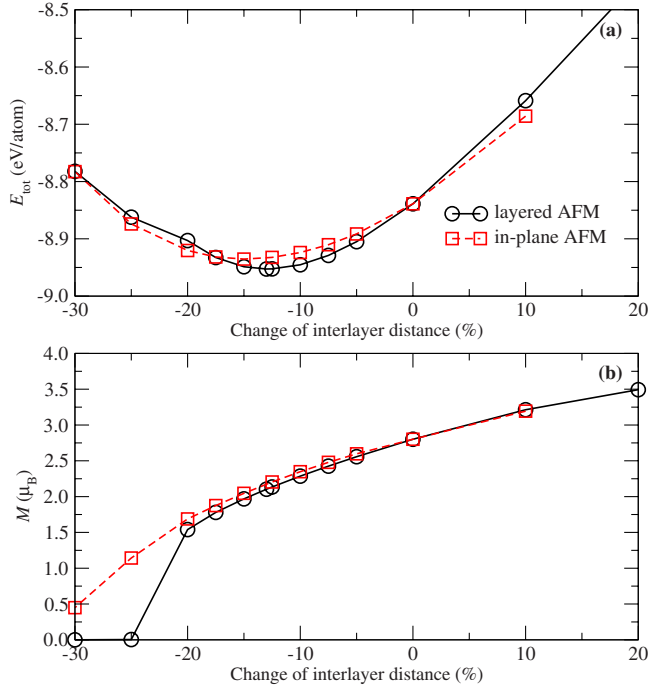 (a)
-8.5
-8.6
-8.7
-8.8
-8.9
-9.0
E_tot (eV/atom)
layered AFM
in-plane AFM
-30 -20 -10 0 10 20
Change of interlayer distance (%)
(b)
4.0
3.5
3.0
2.5
2.0
1.5
1.0
0.5
0.0
M (μ_B)
-30 -20 -10 0 10 20
Change of interlayer distance (%)